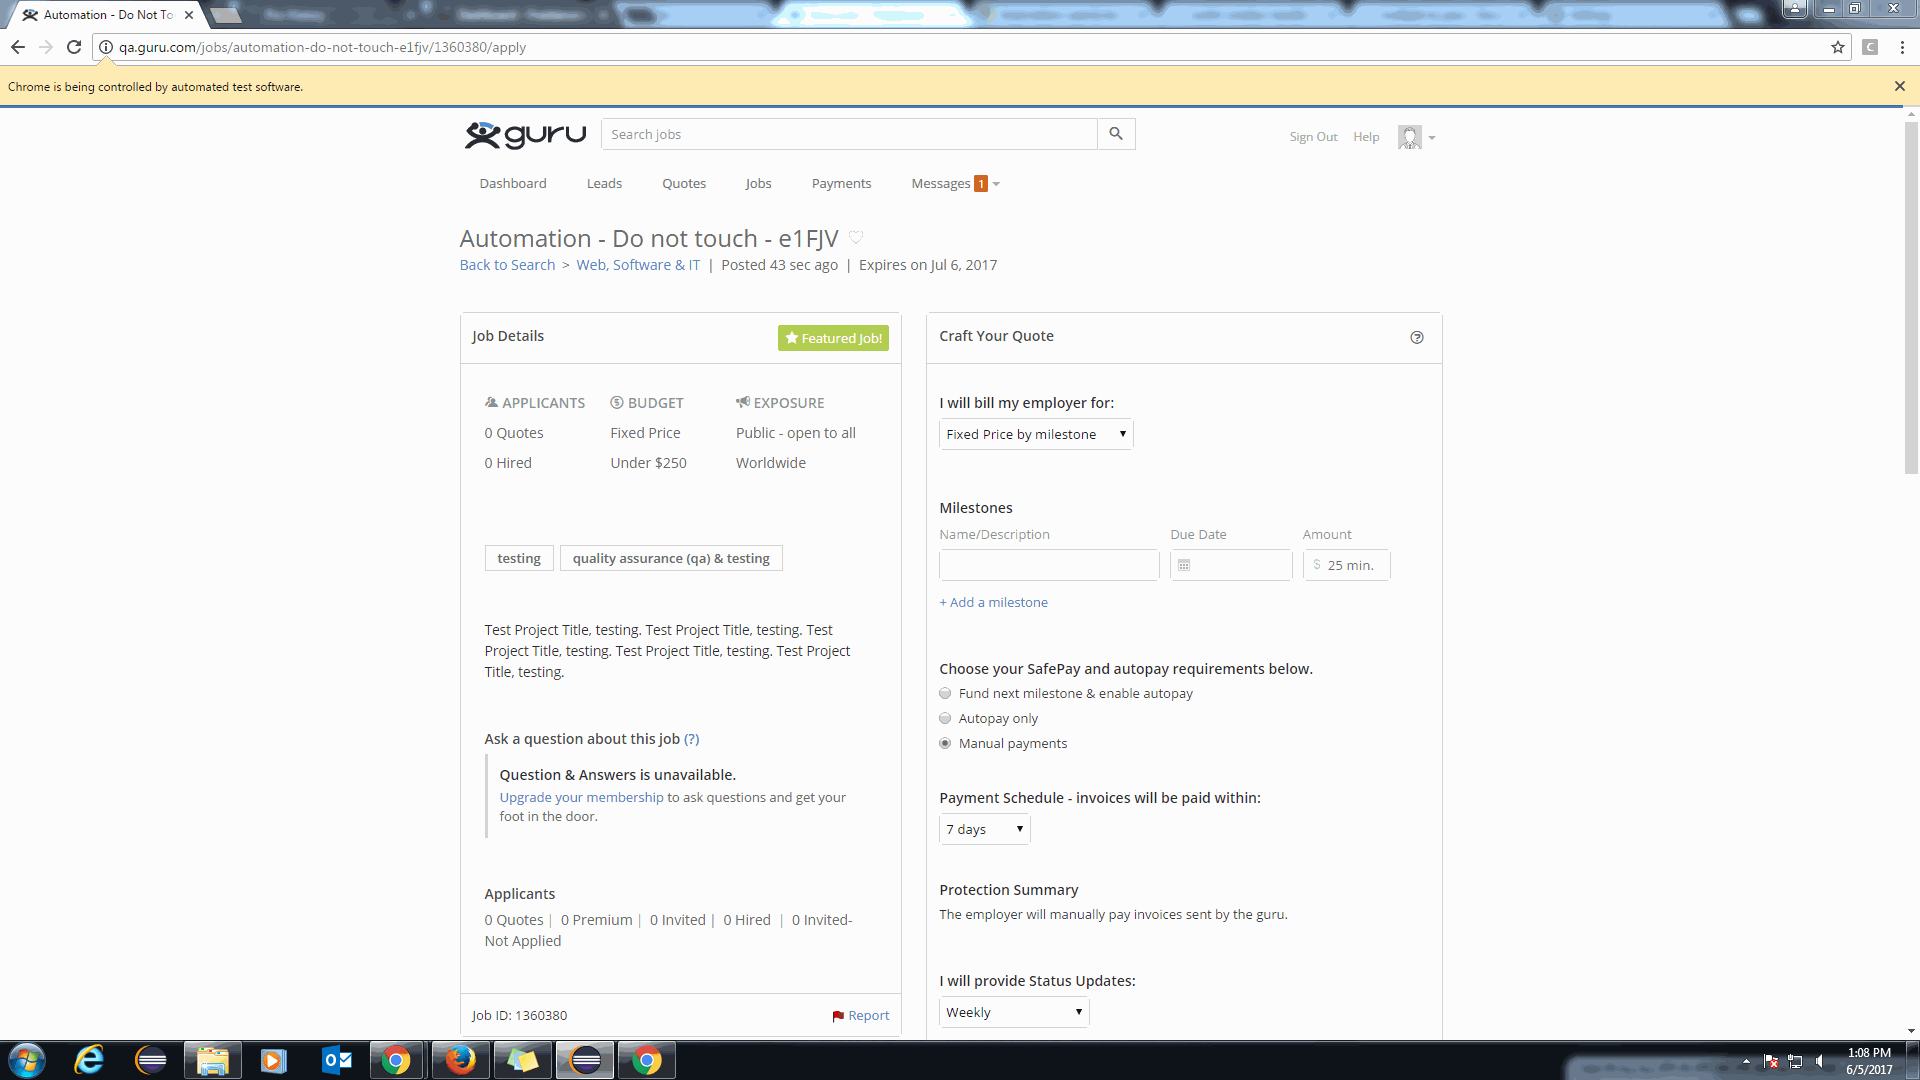 Automation - Do Not To
qa.guru.com/jobs/automation-do-not-touch-e1fjv/1360380/apply
C
Chrome is being controlled by automated test software.
guru
Search jobs
Sign Out Help
Dashboard Leads Quotes Jobs Payments Messages 1
Automation - Do not touch - e1FJV
Back to Search > Web, Software & IT | Posted 43 sec ago | Expires on Jul 6, 2017
Job Details
Featured Job!
APPLICANTS BUDGET EXPOSURE
0 Quotes Fixed Price Public - open to all
0 Hired Under $250 Worldwide
testing quality assurance (qa) & testing
Test Project Title, testing. Test Project Title, testing. Test
Project Title, testing. Test Project Title, testing. Test Project
Title, testing.
Ask a question about this job (?)
Question & Answers is unavailable.
Upgrade your membership to ask questions and get your
foot in the door.
Applicants
0 Quotes | 0 Premium | 0 Invited | 0 Hired | 0 Invited-
Not Applied
Job ID: 1360380 Report
Craft Your Quote
I will bill my employer for:
Fixed Price by milestone
Milestones
Name/Description Due Date Amount
$ 25 min.
+ Add a milestone
Choose your SafePay and autopay requirements below.
Fund next milestone & enable autopay
Autopay only
Manual payments
Payment Schedule - invoices will be paid within:
7 days
Protection Summary
The employer will manually pay invoices sent by the guru.
I will provide Status Updates:
Weekly
1:08 PM
6/5/2017